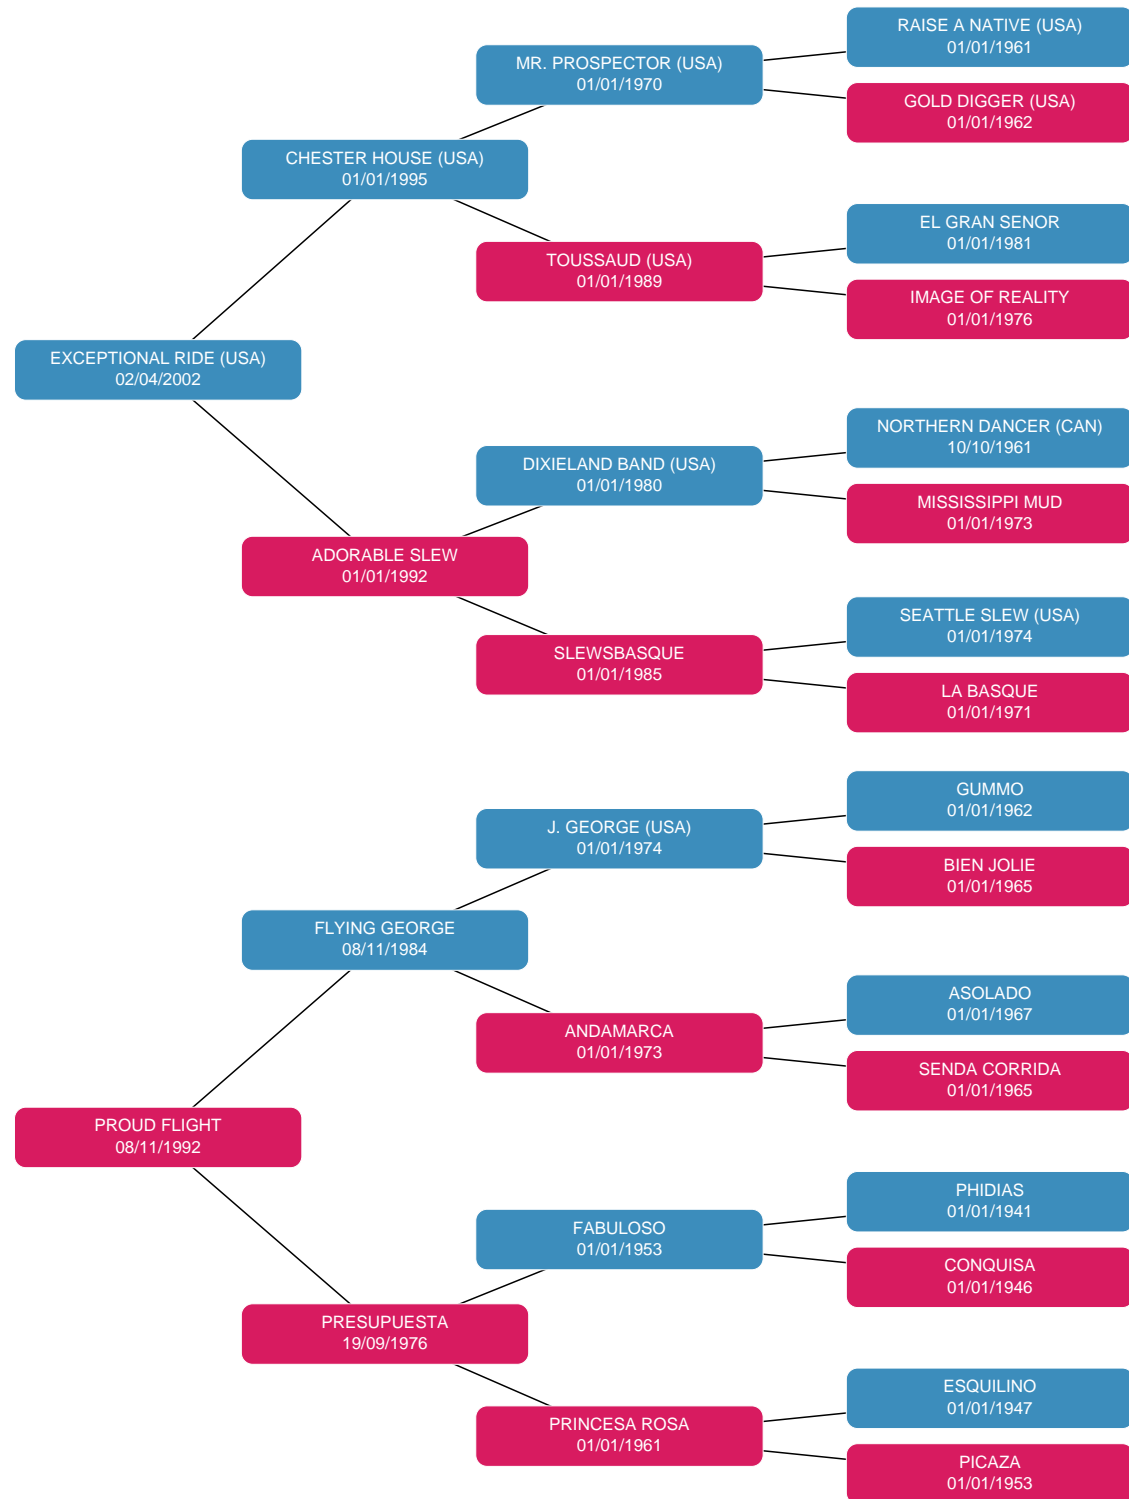 RAISE A NATIVE (USA)
01/01/1961
MR. PROSPECTOR (USA)
01/01/1970
GOLD DIGGER (USA)
01/01/1962
CHESTER HOUSE (USA)
01/01/1995
EL GRAN SENOR
01/01/1981
TOUSSAUD (USA)
01/01/1989
IMAGE OF REALITY
01/01/1976
EXCEPTIONAL RIDE (USA)
02/04/2002
NORTHERN DANCER (CAN)
10/10/1961
DIXIELAND BAND (USA)
01/01/1980
MISSISSIPPI MUD
01/01/1973
ADORABLE SLEW
01/01/1992
SEATTLE SLEW (USA)
01/01/1974
SLEWSBASQUE
01/01/1985
LA BASQUE
01/01/1971
GUMMO
01/01/1962
J. GEORGE (USA)
01/01/1974
BIEN JOLIE
01/01/1965
FLYING GEORGE
08/11/1984
ASOLADO
01/01/1967
ANDAMARCA
01/01/1973
SENDA CORRIDA
01/01/1965
PROUD FLIGHT
08/11/1992
PHIDIAS
01/01/1941
FABULOSO
01/01/1953
CONQUISA
01/01/1946
PRESUPUESTA
19/09/1976
ESQUILINO
01/01/1947
PRINCESA ROSA
01/01/1961
PICAZA
01/01/1953